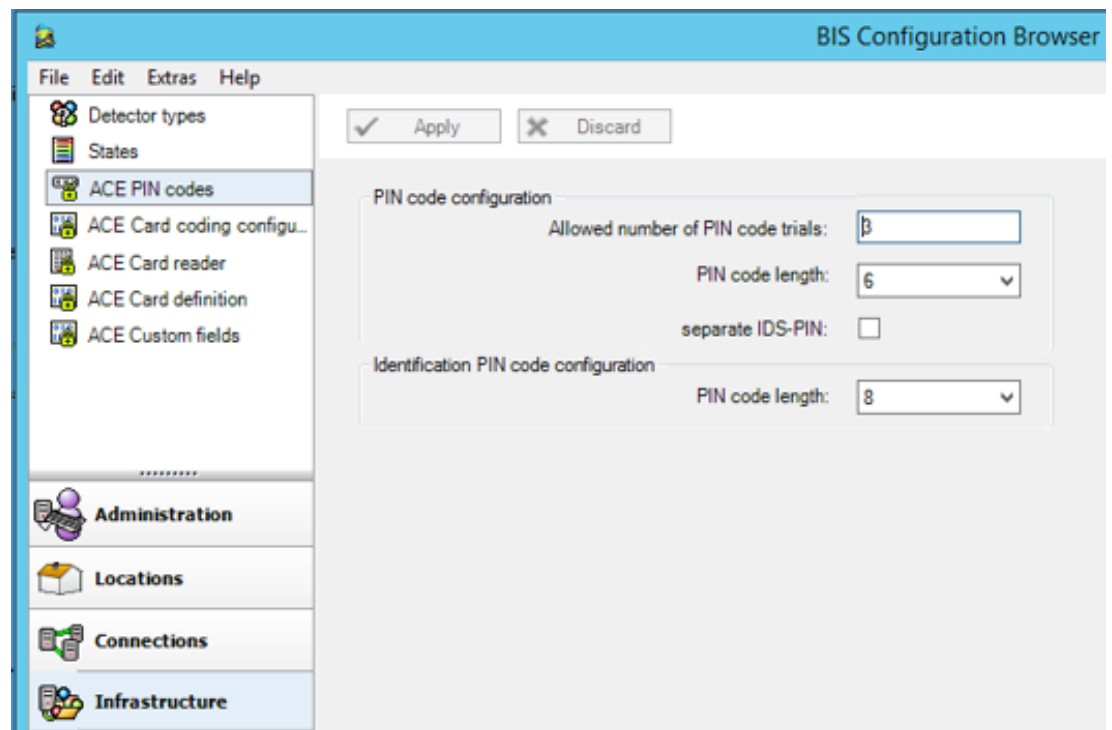 BIS Configuration Browser
File Edit Extras Help
Detector types
States
ACE PIN codes
ACE Card coding configu...
ACE Card reader
ACE Card definition
ACE Custom fields
Administration
Locations
Connections
Infrastructure
Apply Discard
PIN code configuration
Allowed number of PIN code trials: 3
PIN code length: 6
separate IDS-PIN:
Identification PIN code configuration
PIN code length: 8